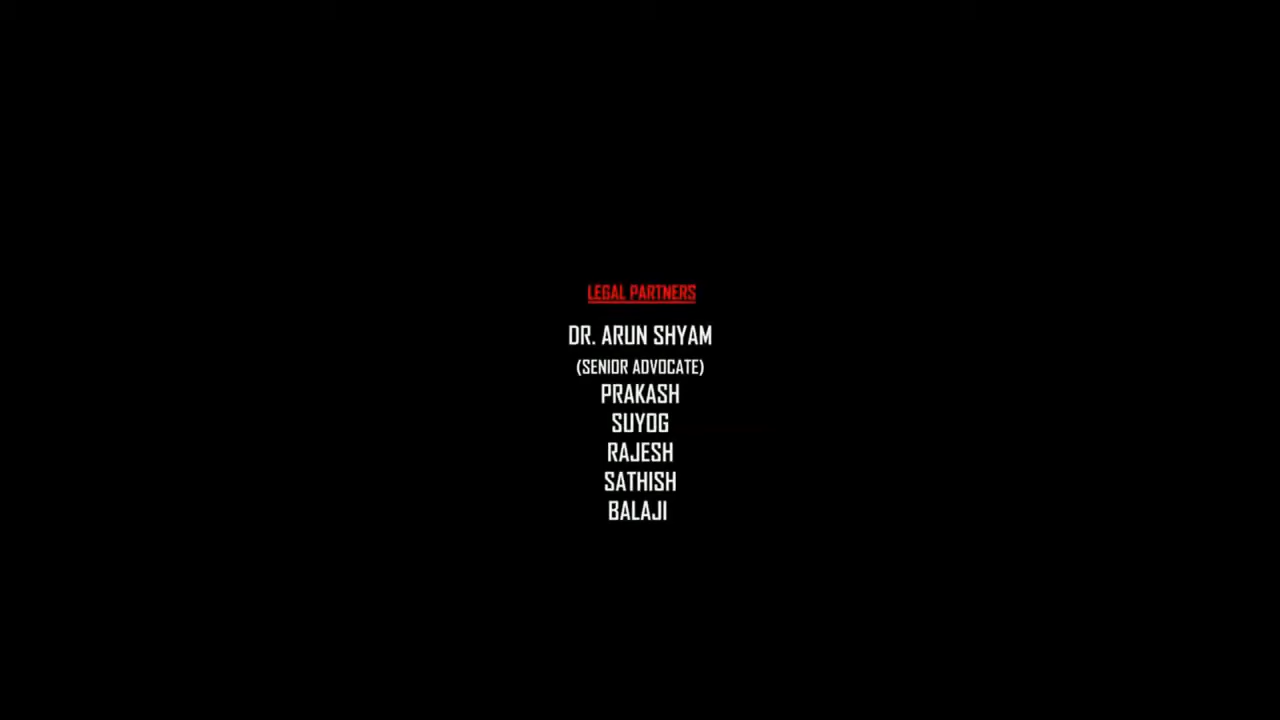 LEGAL PARTNERS
DR. ARUN SHYAM
(SENIOR ADVOCATE)
PRAKASH
SUYOG
RAJESH
SATHISH
BALAJI